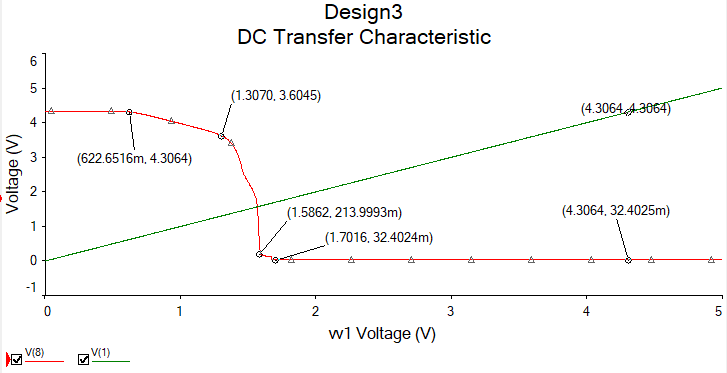 Design3
DC Transfer Characteristic
Voltage (V)
6
5
4
3
2
1
0
-1
(1.3070, 3.6045)
(4.3064, 4.3064)
(622.6516m, 4.3064)
(1.5862, 213.9993m)
(4.3064, 32.4025m)
(1.7016, 32.4024m)
0 1 2 3 4 5
vv1 Voltage (V)
V(8) V(1)